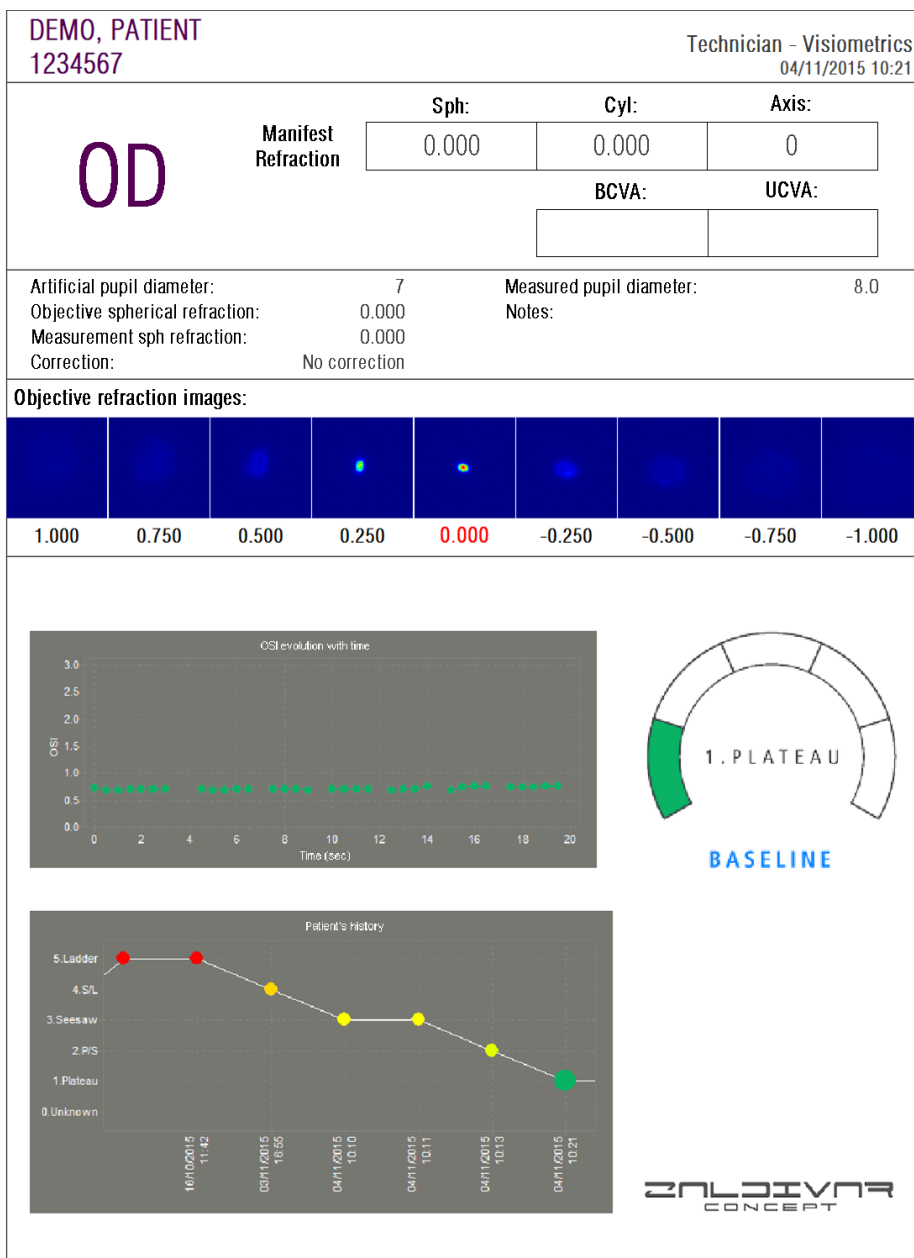 DEMO, PATIENT
1234567
Technician - Visiometrics
04/11/2015 10:21
OD
Manifest
Refraction
Sph: Cyl: Axis:
0.000 0.000 0
BCVA: UCVA:
Artificial pupil diameter: 7 Measured pupil diameter: 8.0
Objective spherical refraction: 0.000 Notes:
Measurement sph refraction: 0.000
Correction: No correction
Objective refraction images:
1.000 0.750 0.500 0.250 0.000 -0.250 -0.500 -0.750 -1.000
OSI evolution with time
OSI
3.0
2.5
2.0
1.5
1.0
0.5
0.0
0 2 4 6 8 10 12 14 16 18 20
Time (sec)
1.PLATEAU
BASELINE
Patient's history
5.Ladder
4.S/L
3.Seesaw
2.P/S
1.Plateau
0.Unknown
16/10/2015
11:42
03/11/2015
16:55
04/11/2015
10:10
04/11/2015
10:11
04/11/2015
10:13
04/11/2015
10:21
ZALDIVAR
CONCEPT